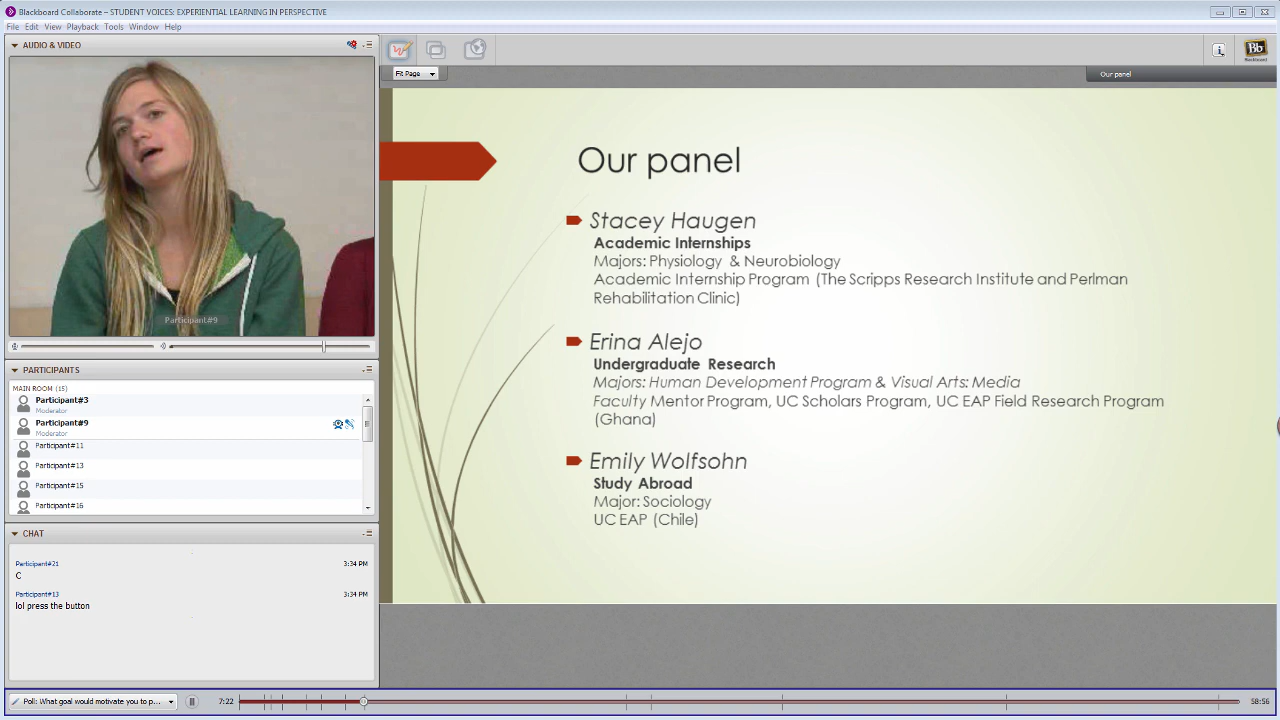 Blackboard Collaborate – STUDENT VOICES: EXPERIENTIAL LEARNING IN PERSPECTIVE
File Edit View Playback Tools Window Help
AUDIO & VIDEO
Participant#9
PARTICIPANTS
MAIN ROOM (15)
Participant#3
Moderator
Participant#9
Moderator
Participant#11
Participant#13
Participant#15
Participant#16
CHAT
Participant#21 3:34 PM
C
Participant#13 3:34 PM
lol press the button
Fit Page
Our panel
Bb
Blackboard
Our panel
Stacey Haugen
Academic Internships
Majors: Physiology & Neurobiology
Academic Internship Program (The Scripps Research Institute and Perlman
Rehabilitation Clinic)
Erina Alejo
Undergraduate Research
Majors: Human Development Program & Visual Arts: Media
Faculty Mentor Program, UC Scholars Program, UC EAP Field Research Program
(Ghana)
Emily Wolfsohn
Study Abroad
Major: Sociology
UC EAP (Chile)
Poll: What goal would motivate you to p... 7:22 58:56